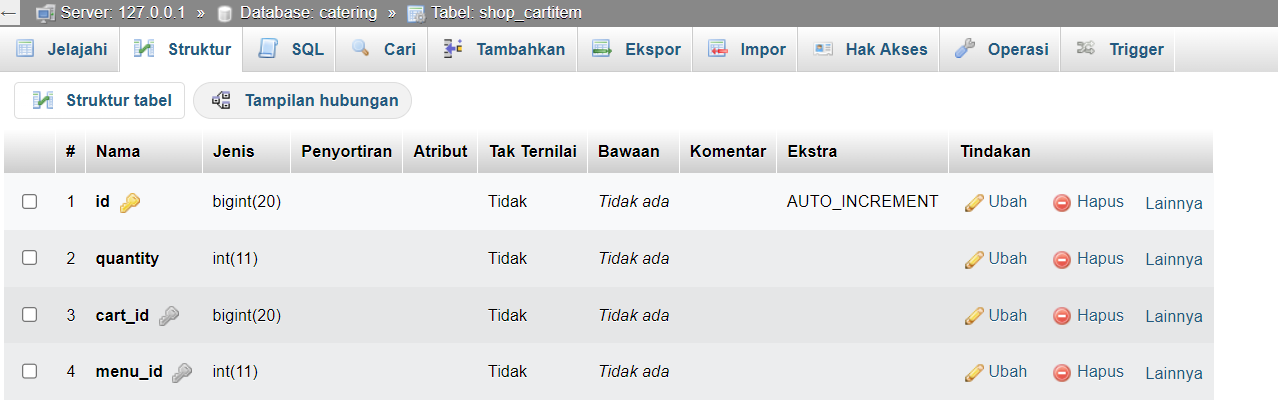 Server: 127.0.0.1 » Database: catering » Tabel: shop_cartitem
Jelajahi Struktur SQL Cari Tambahkan Ekspor Impor Hak Akses Operasi Trigger
Struktur tabel Tampilan hubungan
# Nama Jenis Penyortiran Atribut Tak Ternilai Bawaan Komentar Ekstra Tindakan
1 id bigint(20) Tidak Tidak ada AUTO_INCREMENT Ubah Hapus Lainnya
2 quantity int(11) Tidak Tidak ada Ubah Hapus Lainnya
3 cart_id bigint(20) Tidak Tidak ada Ubah Hapus Lainnya
4 menu_id int(11) Tidak Tidak ada Ubah Hapus Lainnya